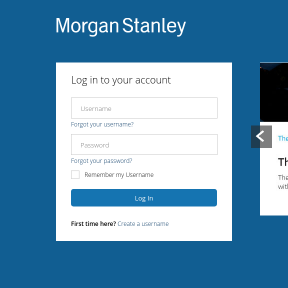 Morgan Stanley
Log in to your account
Username
Forgot your username?
Password
Forgot your password?
Remember my Username
Log In
First time here? Create a username
The
Th
The
with